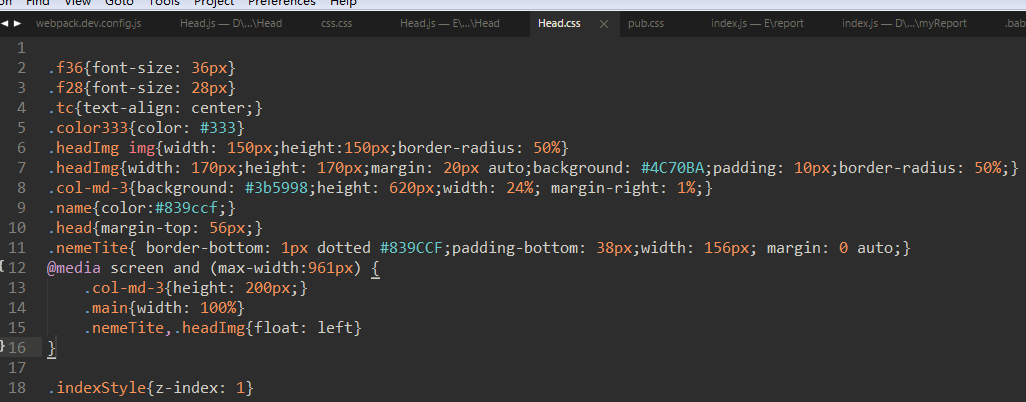 View Goto Tools Project Preferences Help
webpack.dev.config.js Head.js — D\...\Head css.css Head.js — E\...\Head Head.css pub.css index.js — E\report index.js — D\...\myReport .bab
1
2 .f36{font-size: 36px}
3 .f28{font-size: 28px}
4 .tc{text-align: center;}
5 .color333{color: #333}
6 .headImg img{width: 150px;height:150px;border-radius: 50%}
7 .headImg{width: 170px;height: 170px;margin: 20px auto;background: #4C70BA;padding: 10px;border-radius: 50%;}
8 .col-md-3{background: #3b5998;height: 620px;width: 24%; margin-right: 1%;}
9 .name{color:#839ccf;}
10 .head{margin-top: 56px;}
11 .nemeTite{ border-bottom: 1px dotted #839CCF;padding-bottom: 38px;width: 156px; margin: 0 auto;}
12 @media screen and (max-width:961px) {
13 .col-md-3{height: 200px;}
14 .main{width: 100%}
15 .nemeTite,.headImg{float: left}
16 }
17
18 .indexStyle{z-index: 1}